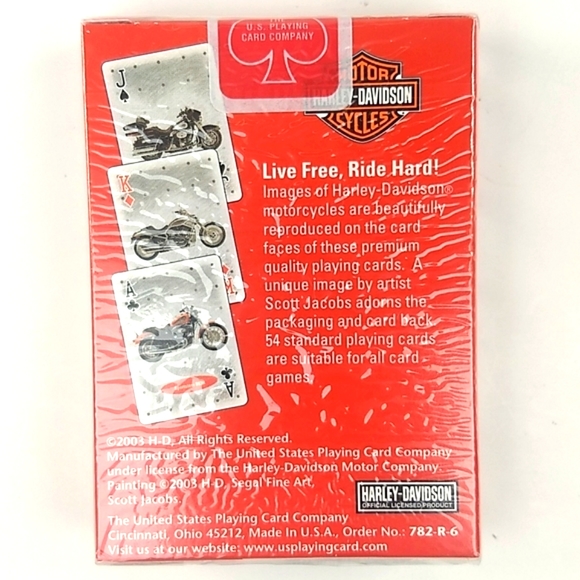 THE
U.S. PLAYING
CARD COMPANY
MOTOR
HARLEY-DAVIDSON
CYCLES
J
K
A
K
A
Live Free, Ride Hard!
Images of Harley-Davidson®
motorcycles are beautifully
reproduced on the card
faces of these premium
quality playing cards. A
unique image by artist
Scott Jacobs adorns the
packaging and card back.
54 standard playing cards
are suitable for all card
games.
©2003 H-D, All Rights Reserved.
Manufactured by The United States Playing Card Company
under license from the Harley-Davidson Motor Company
Painting ©2003 H-D, Segal Fine Art,
Scott Jacobs.
HARLEY-DAVIDSON
OFFICIAL LICENSED PRODUCT
The United States Playing Card Company
Cincinnati, Ohio 45212, Made in U.S.A., Order No.: 782-R-6
Visit us at our website: www.usplayingcard.com